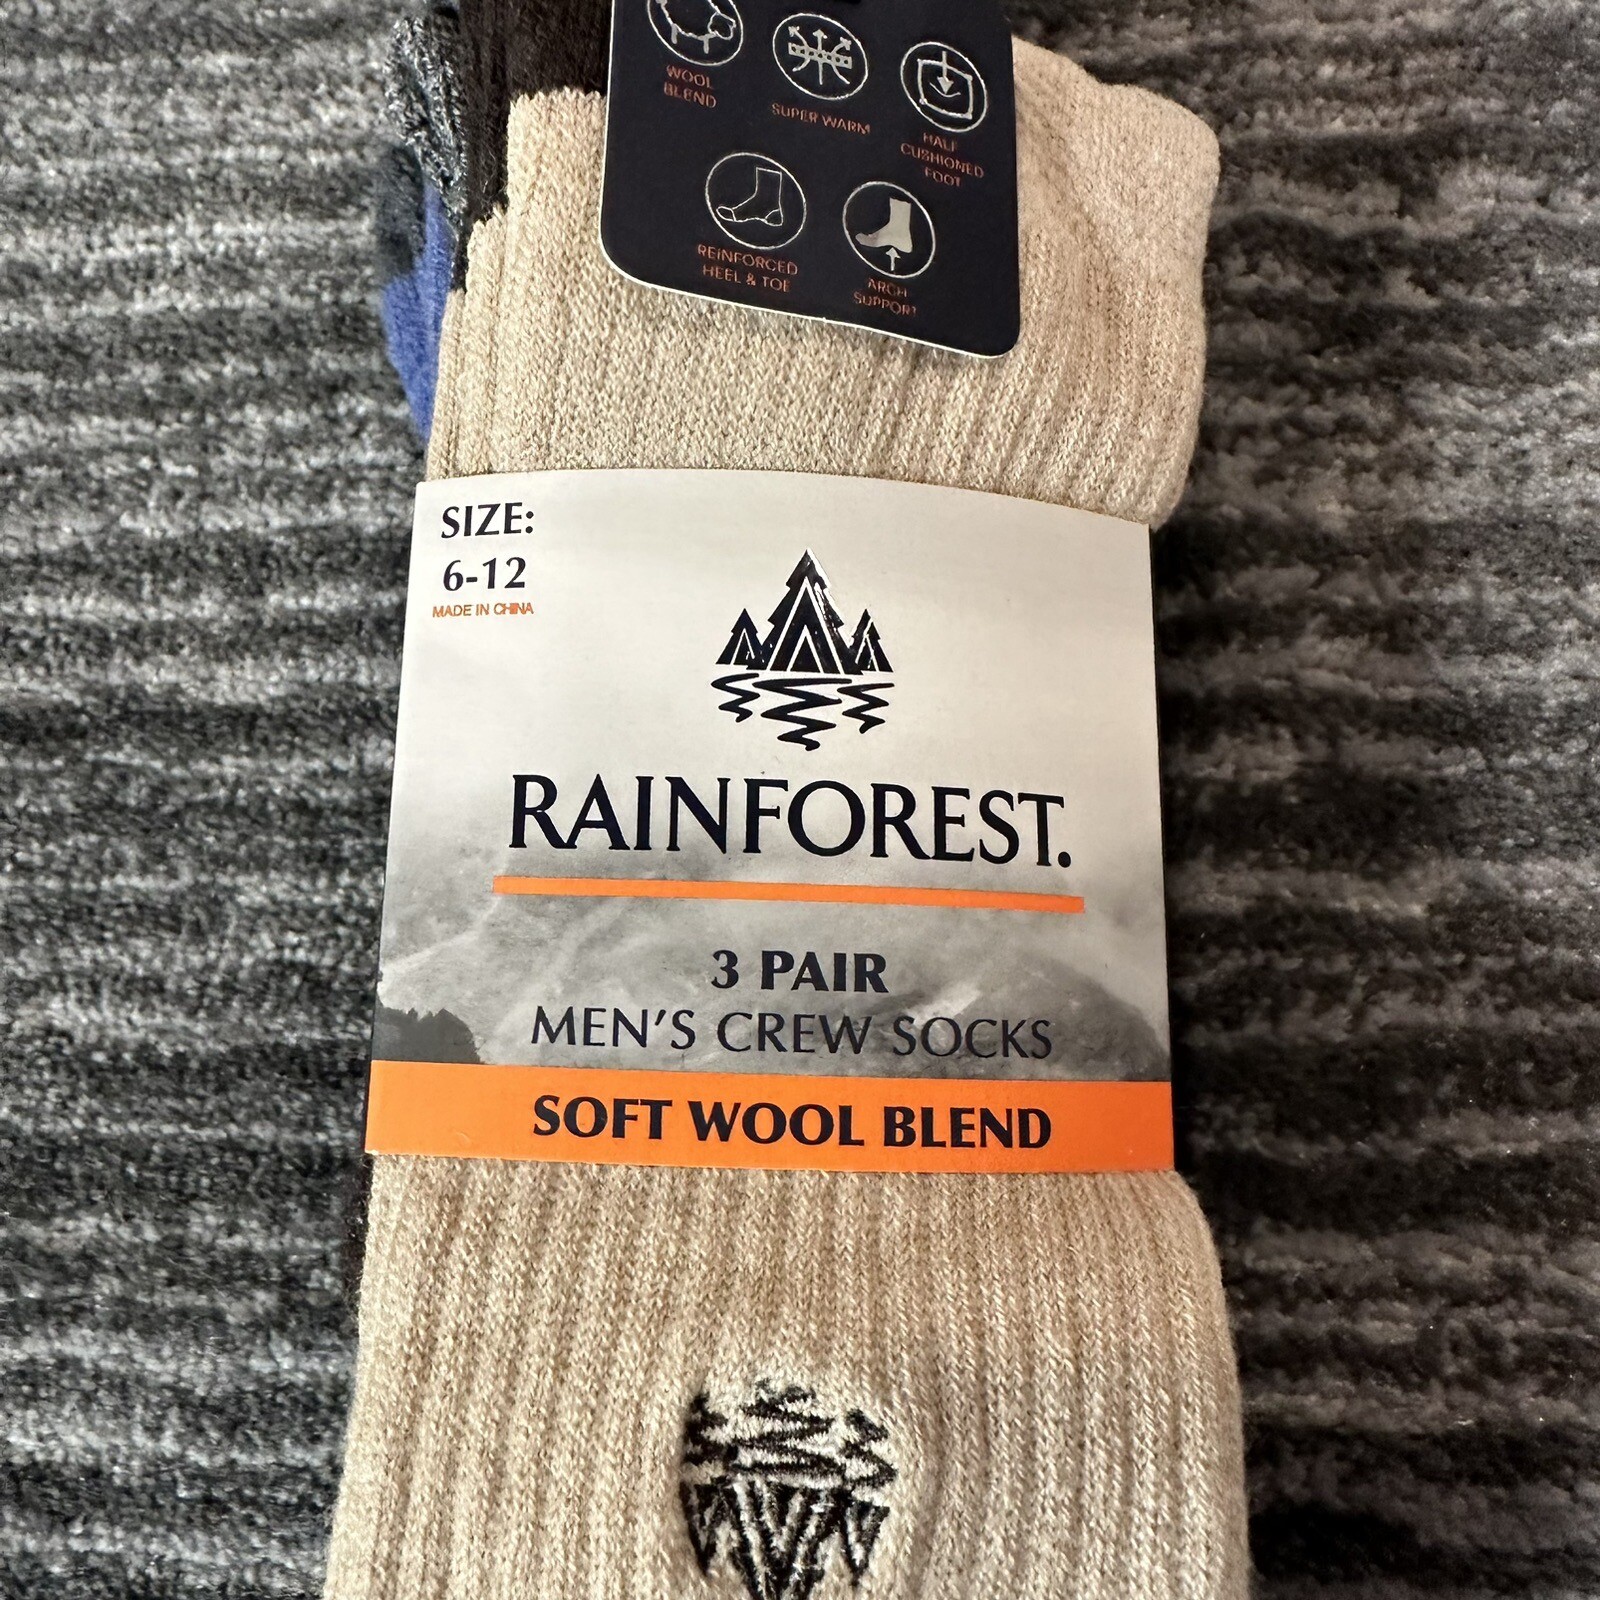 WOOL
BLEND
SUPER WARM
HALF
CUSHIONED
FOOT
REINFORCED
HEEL & TOE
ARCH
SUPPORT
SIZE:
6-12
MADE IN CHINA
RAINFOREST.
3 PAIR
MEN'S CREW SOCKS
SOFT WOOL BLEND